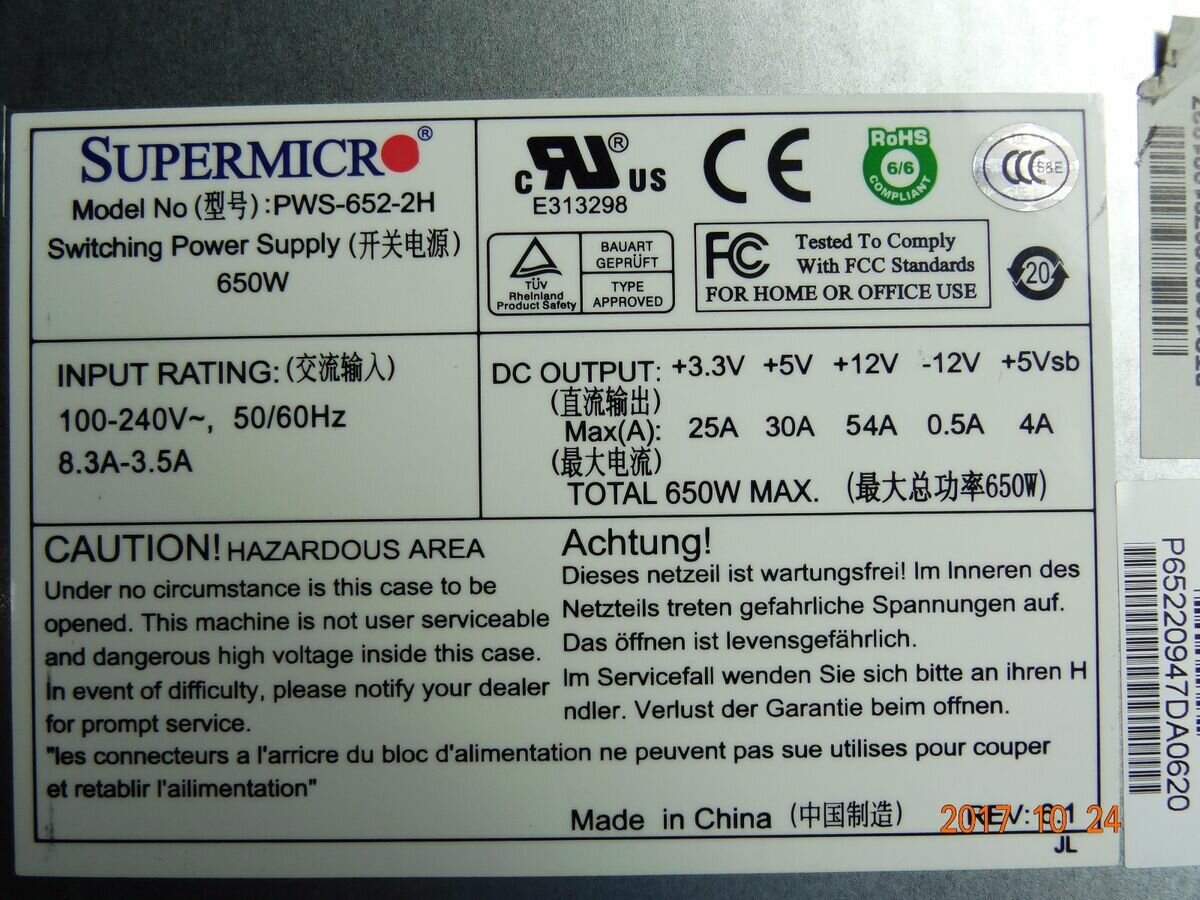 SUPERMICRO®
Model No (型号):PWS-652-2H
Switching Power Supply (开关电源)
650W
c RU® US
E313298
CE
RoHS
6/6
COMPLIANT
CCC S&E
TÜV
Rheinland
Product Safety
BAUART
GEPRÜFT
TYPE
APPROVED
FC Tested To Comply
With FCC Standards
FOR HOME OR OFFICE USE
20
INPUT RATING:(交流输入)
100-240V~, 50/60Hz
8.3A-3.5A
DC OUTPUT: +3.3V +5V +12V -12V +5Vsb
(直流输出)
Max(A): 25A 30A 54A 0.5A 4A
(最大电流)
TOTAL 650W MAX. (最大总功率650W)
CAUTION! HAZARDOUS AREA
Under no circumstance is this case to be
opened. This machine is not user serviceable
and dangerous high voltage inside this case.
In event of difficulty, please notify your dealer
for prompt service.
Achtung!
Dieses netzeil ist wartungsfrei! Im Inneren des
Netzteils treten gefahrliche Spannungen auf.
Das öffnen ist levensgefährlich.
Im Servicefall wenden Sie sich bitte an ihren H
ndler. Verlust der Garantie beim offnen.
"les connecteurs a l'arricre du bloc d'alimentation ne peuvent pas sue utilises pour couper
et retablir l'ailimentation"
Made in China (中国制造) REV: 6.1
JL
2017 10 24
P65220947DA0620